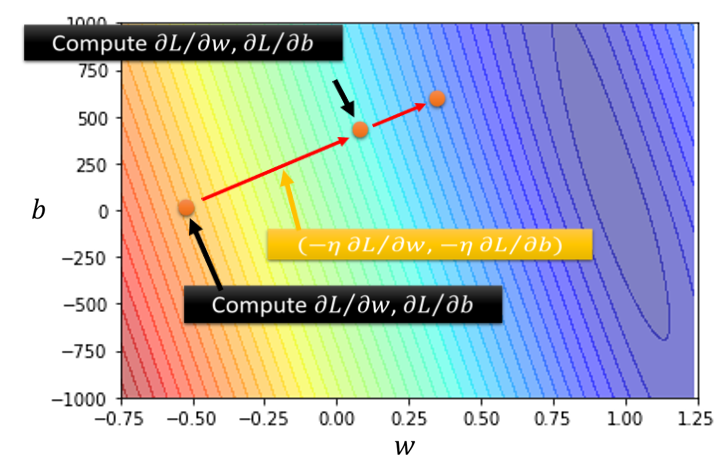 1000
Compute ∂L/∂w, ∂L/∂b
750
500
250
b
0
(−η ∂L/∂w, −η ∂L/∂b)
−250
Compute ∂L/∂w, ∂L/∂b
−500
−750
−1000
−0.75 −0.50 −0.25 0.00 0.25 0.50 0.75 1.00 1.25
w